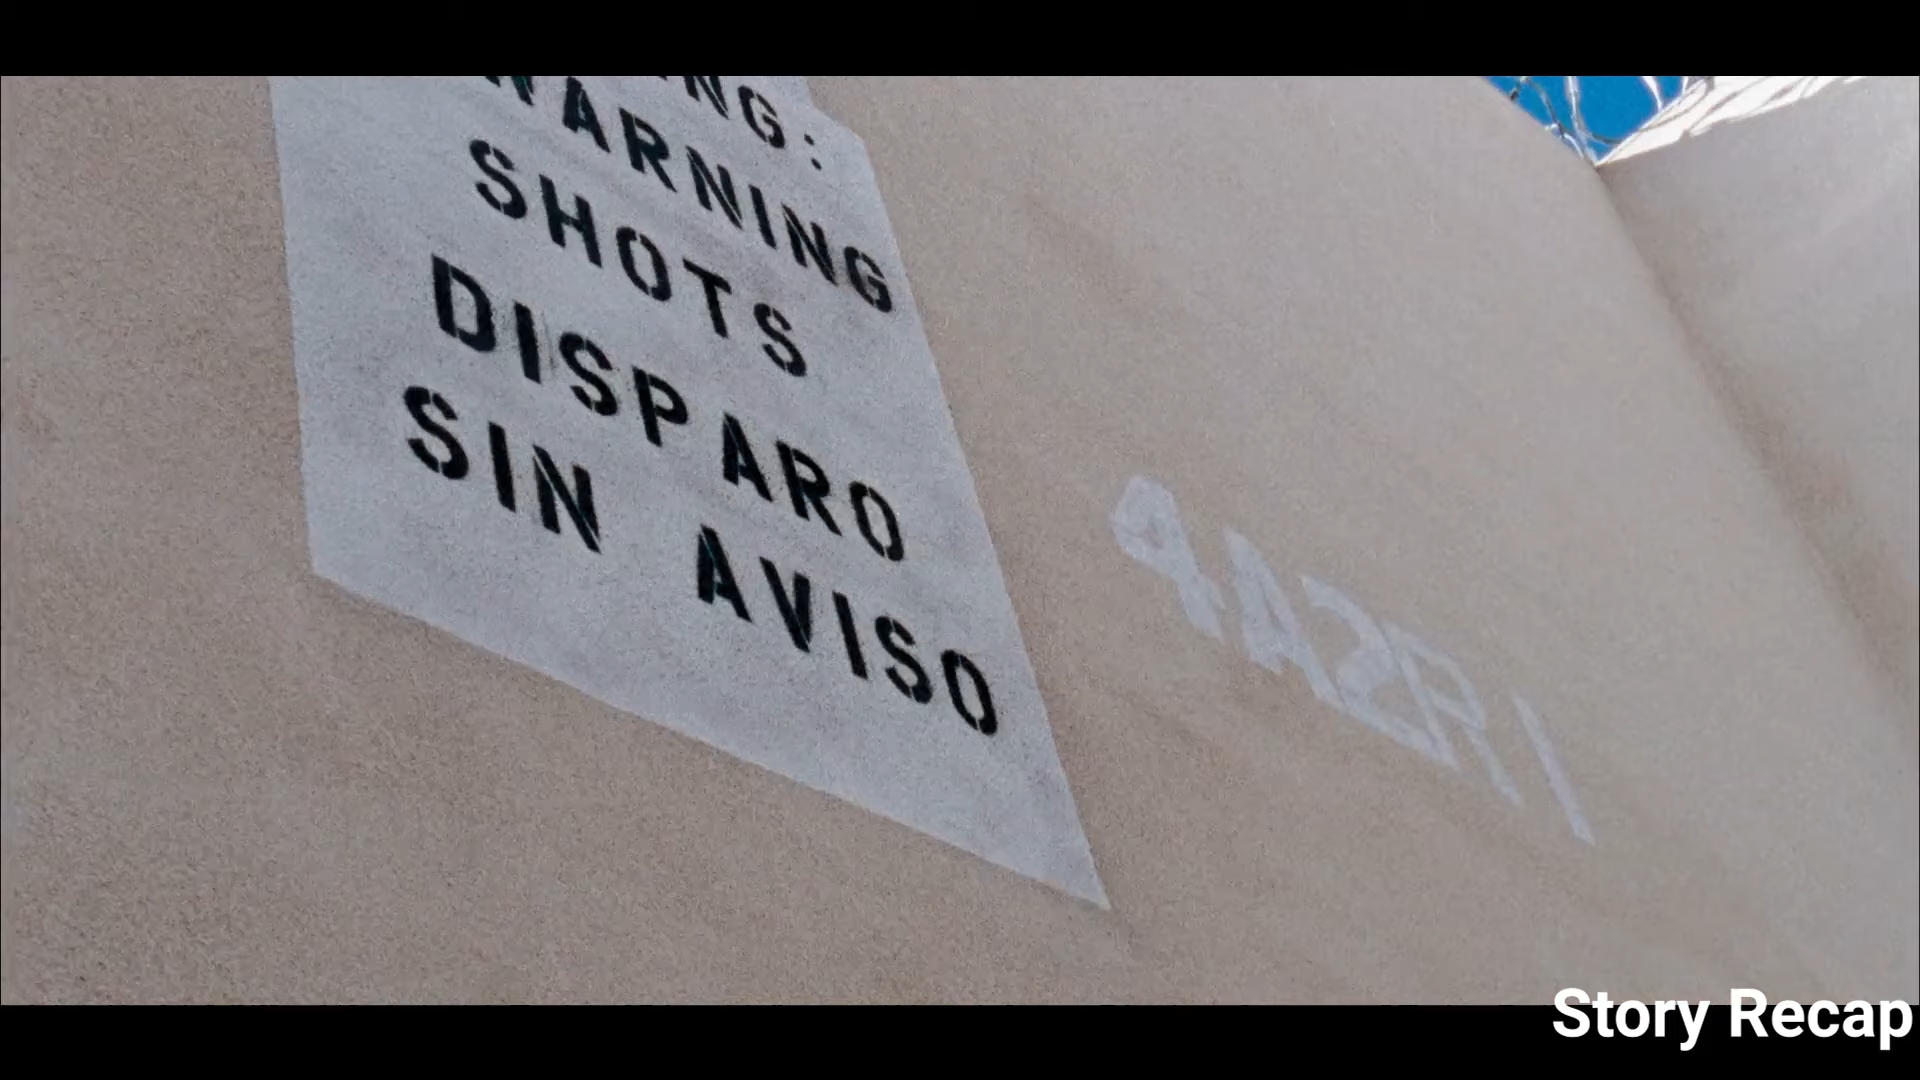 WARNING
SHOTS
DISPARO
SIN AVISO
Story Recap